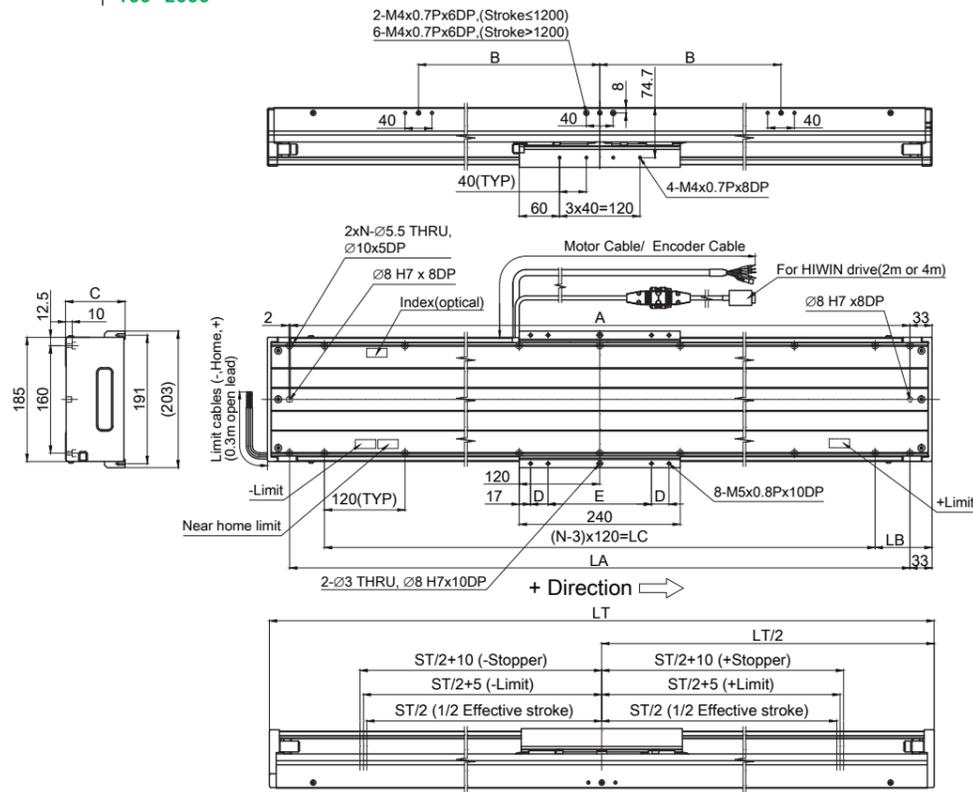 2-M4x0.7Px6DP,(Stroke≤1200)
6-M4x0.7Px6DP,(Stroke>1200)
B
B
8
74.7
40
40
40
40(TYP)
60
3x40=120
4-M4x0.7Px8DP
2xN-Ø5.5 THRU,
Ø10x5DP
Ø8 H7 x 8DP
Index(optical)
Motor Cable/ Encoder Cable
For HIWIN drive(2m or 4m)
Ø8 H7 x8DP
C
12.5
10
2
A
33
185
160
191
(203)
Limit cables (-,Home,+)
(0.3m open lead)
-Limit
Near home limit
120(TYP)
120
17
D
E
D
240
8-M5x0.8Px10DP
+Limit
(N-3)x120=LC
LB
LA
33
2-Ø3 THRU, Ø8 H7x10DP
+ Direction
LT
LT/2
ST/2+10 (-Stopper)
ST/2+10 (+Stopper)
ST/2+5 (-Limit)
ST/2+5 (+Limit)
ST/2 (1/2 Effective stroke)
ST/2 (1/2 Effective stroke)